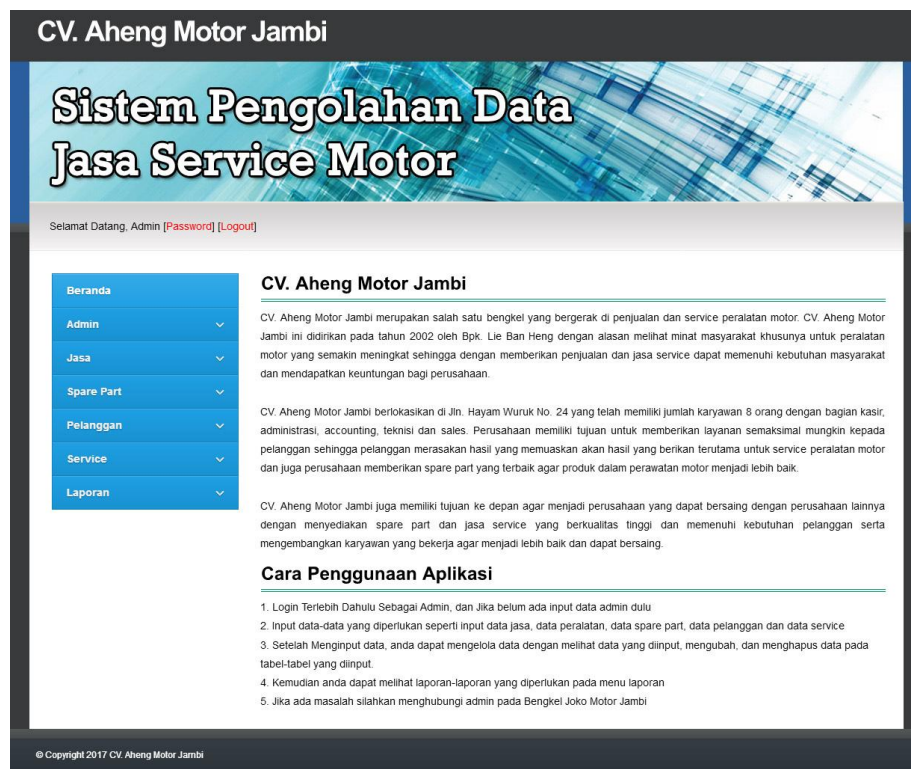 CV. Aheng Motor Jambi
Sistem Pengolahan Data
Jasa Service Motor
Selamat Datang, Admin [Password] [Logout]
Beranda
Admin
Jasa
Spare Part
Pelanggan
Service
Laporan
CV. Aheng Motor Jambi
CV. Aheng Motor Jambi merupakan salah satu bengkel yang bergerak di penjualan dan service peralatan motor. CV. Aheng Motor
Jambi ini didirikan pada tahun 2002 oleh Bpk. Lie Ban Heng dengan alasan melihat minat masyarakat khusunya untuk peralatan
motor yang semakin meningkat sehingga dengan memberikan penjualan dan jasa service dapat memenuhi kebutuhan masyarakat
dan mendapatkan keuntungan bagi perusahaan.
CV. Aheng Motor Jambi berlokasikan di Jln. Hayam Wuruk No. 24 yang telah memiliki jumlah karyawan 8 orang dengan bagian kasir,
administrasi, accounting, teknisi dan sales. Perusahaan memiliki tujuan untuk memberikan layanan semaksimal mungkin kepada
pelanggan sehingga pelanggan merasakan hasil yang memuaskan akan hasil yang berikan terutama untuk service peralatan motor
dan juga perusahaan memberikan spare part yang terbaik agar produk dalam perawatan motor menjadi lebih baik.
CV. Aheng Motor Jambi juga memiliki tujuan ke depan agar menjadi perusahaan yang dapat bersaing dengan perusahaan lainnya
dengan menyediakan spare part dan jasa service yang berkualitas tinggi dan memenuhi kebutuhan pelanggan serta
mengembangkan karyawan yang bekerja agar menjadi lebih baik dan dapat bersaing.
Cara Penggunaan Aplikasi
1. Login Terlebih Dahulu Sebagai Admin, dan Jika belum ada input data admin dulu
2. Input data-data yang diperlukan seperti input data jasa, data peralatan, data spare part, data pelanggan dan data service
3. Setelah Menginput data, anda dapat mengelola data dengan melihat data yang diinput, mengubah, dan menghapus data pada
tabel-tabel yang diinput.
4. Kemudian anda dapat melihat laporan-laporan yang diperlukan pada menu laporan
5. Jika ada masalah silahkan menghubungi admin pada Bengkel Joko Motor Jambi
© Copyright 2017 CV. Aheng Motor Jambi